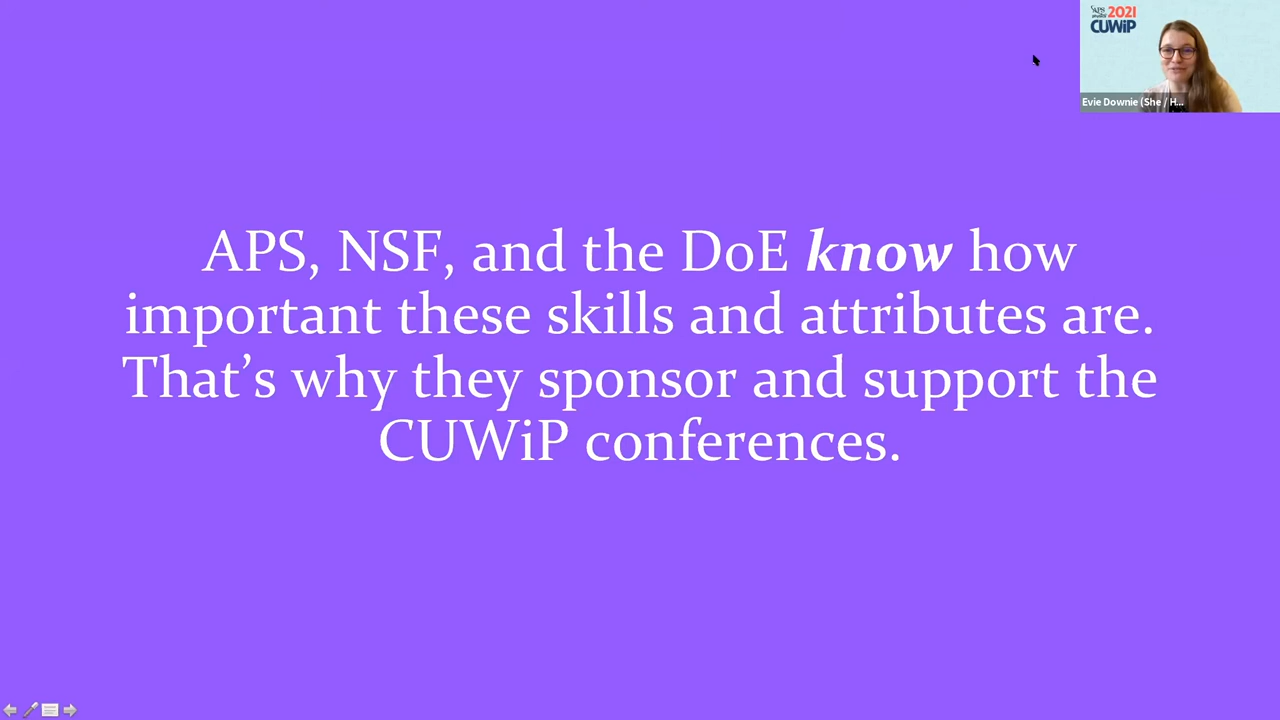 APS 2021
physics
CUWiP
Evie Downie (She / H...
APS, NSF, and the DoE know how
important these skills and attributes are.
That’s why they sponsor and support the
CUWiP conferences.